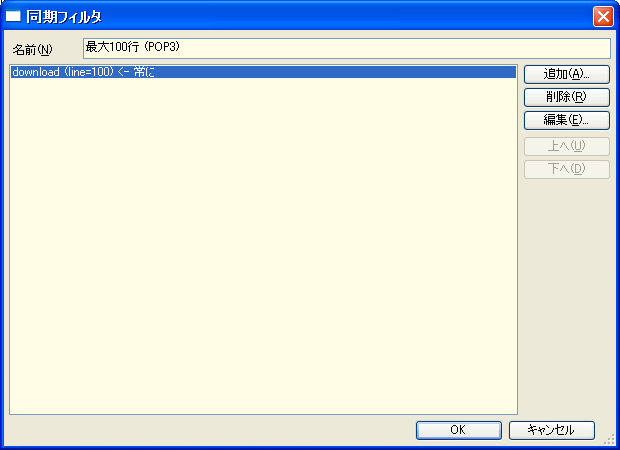 同期フィルタ
名前(N)
最大100行 (POP3)
download (line=100) <- 常に
追加(A)...
削除(R)
編集(E)...
上へ(U)
下へ(D)
OK
キャンセル